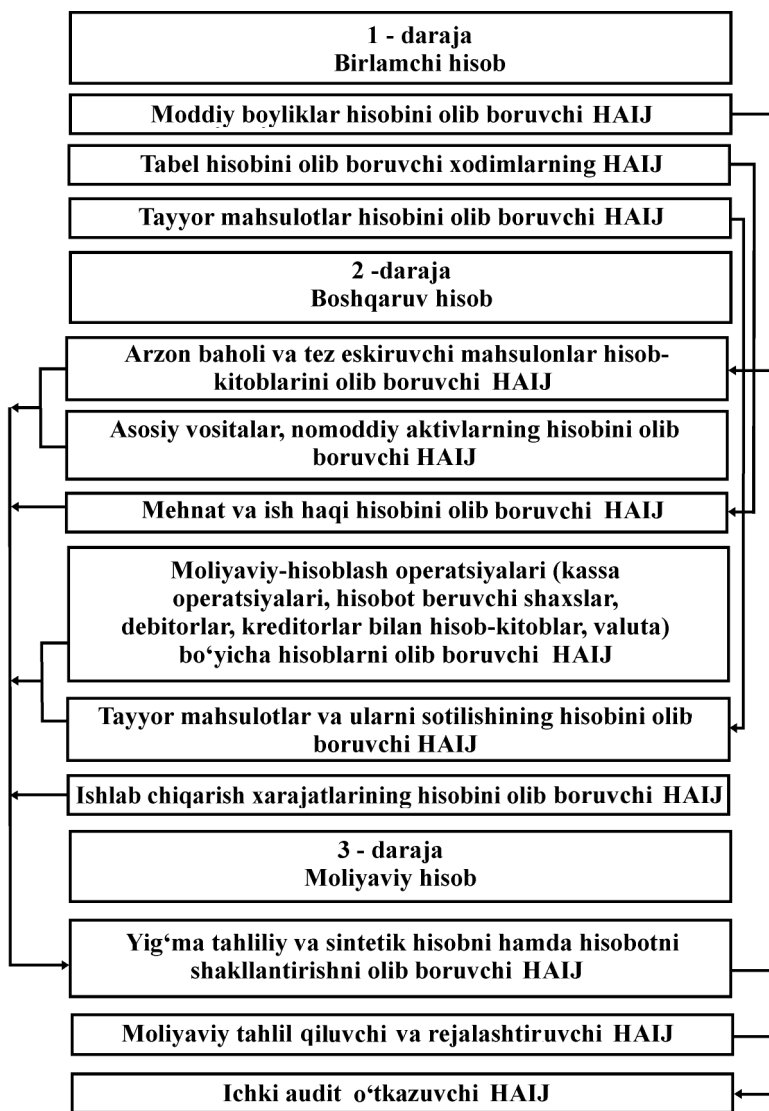 1 - daraja
Birlamchi hisob
Moddiy boyliklar hisobini olib boruvchi HAIJ
Tabel hisobini olib boruvchi xodimlarning HAIJ
Tayyor mahsulotlar hisobini olib boruvchi HAIJ
2 -daraja
Boshqaruv hisob
Arzon baholi va tez eskiruvchi mahsulonlar hisob-
kitoblarini olib boruvchi HAIJ
Asosiy vositalar, nomoddiy aktivlarning hisobini olib
boruvchi HAIJ
Mehnat va ish haqi hisobini olib boruvchi HAIJ
Moliyaviy-hisoblash operatsiyalari (kassa
operatsiyalari, hisobot beruvchi shaxslar,
debitorlar, kreditorlar bilan hisob-kitoblar, valuta)
bo‘yicha hisoblarni olib boruvchi HAIJ
Tayyor mahsulotlar va ularni sotilishining hisobini olib
boruvchi HAIJ
Ishlab chiqarish xarajatlarining hisobini olib boruvchi HAIJ
3 - daraja
Moliyaviy hisob
Yig‘ma tahliliy va sintetik hisobni hamda hisobotni
shakllantirishni olib boruvchi HAIJ
Moliyaviy tahlil qiluvchi va rejalashtiruvchi HAIJ
Ichki audit o‘tkazuvchi HAIJ